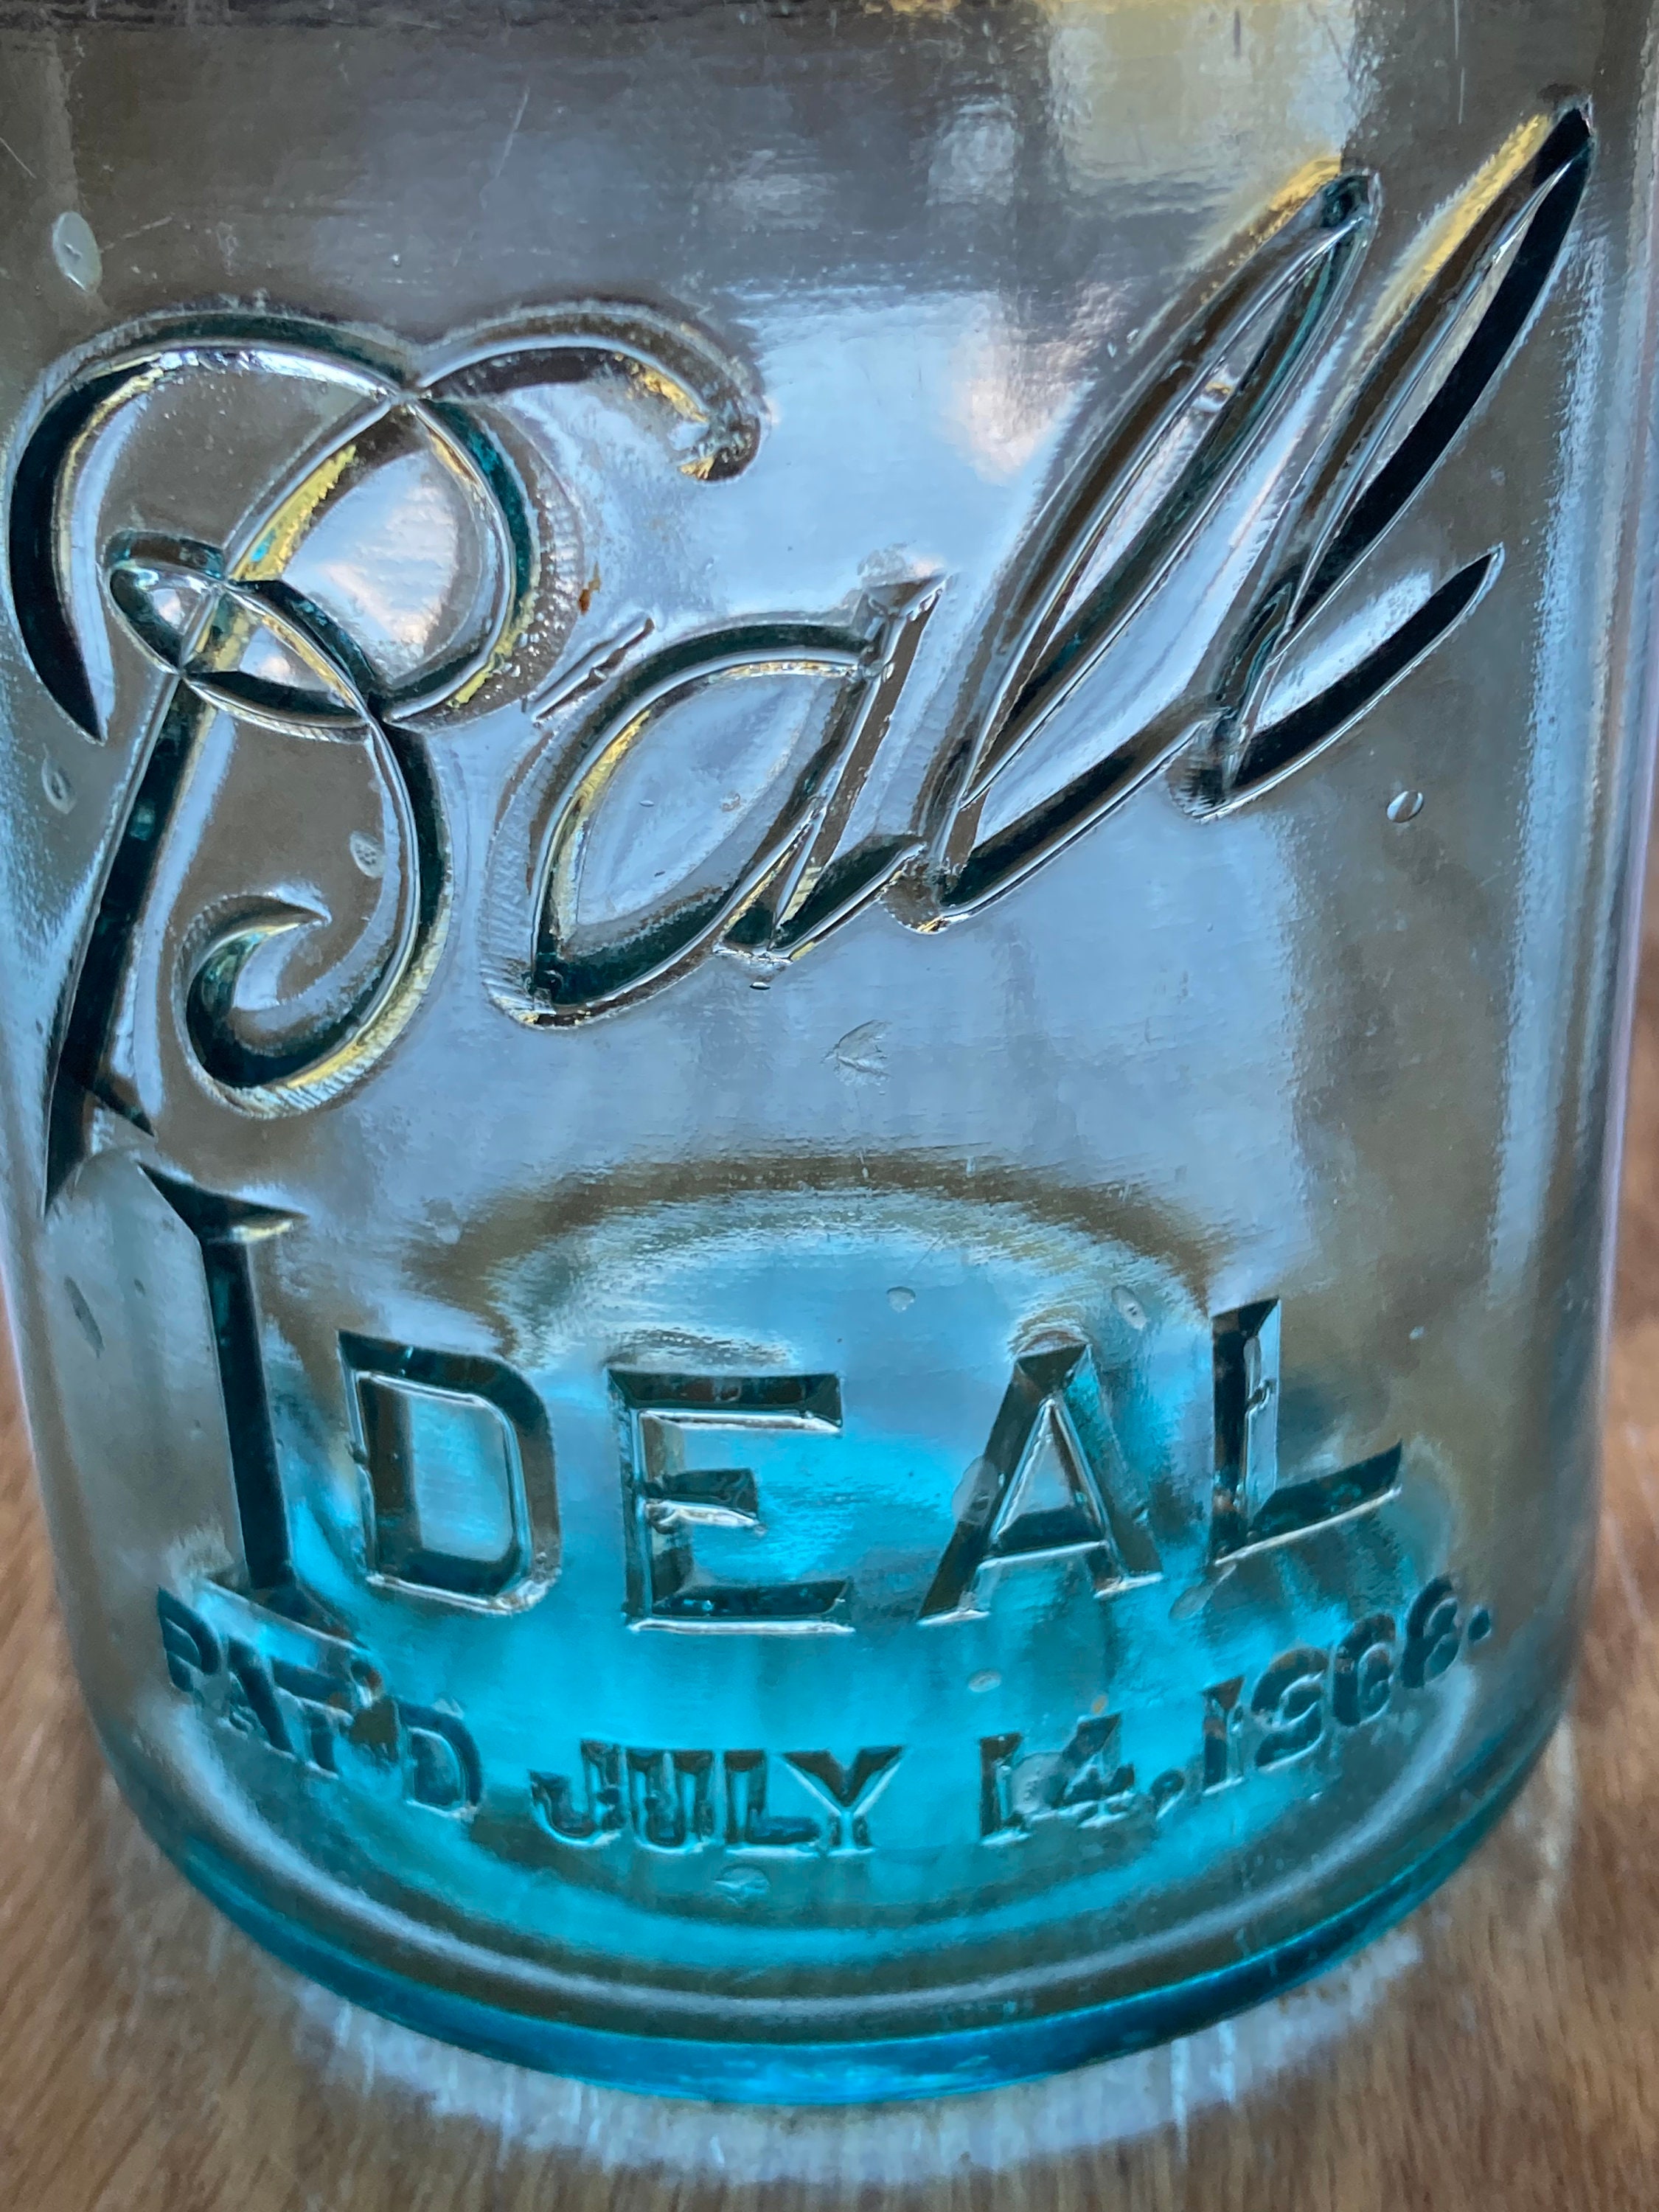 Ball
IDEAL
PAT'D JULY 14, 1908.